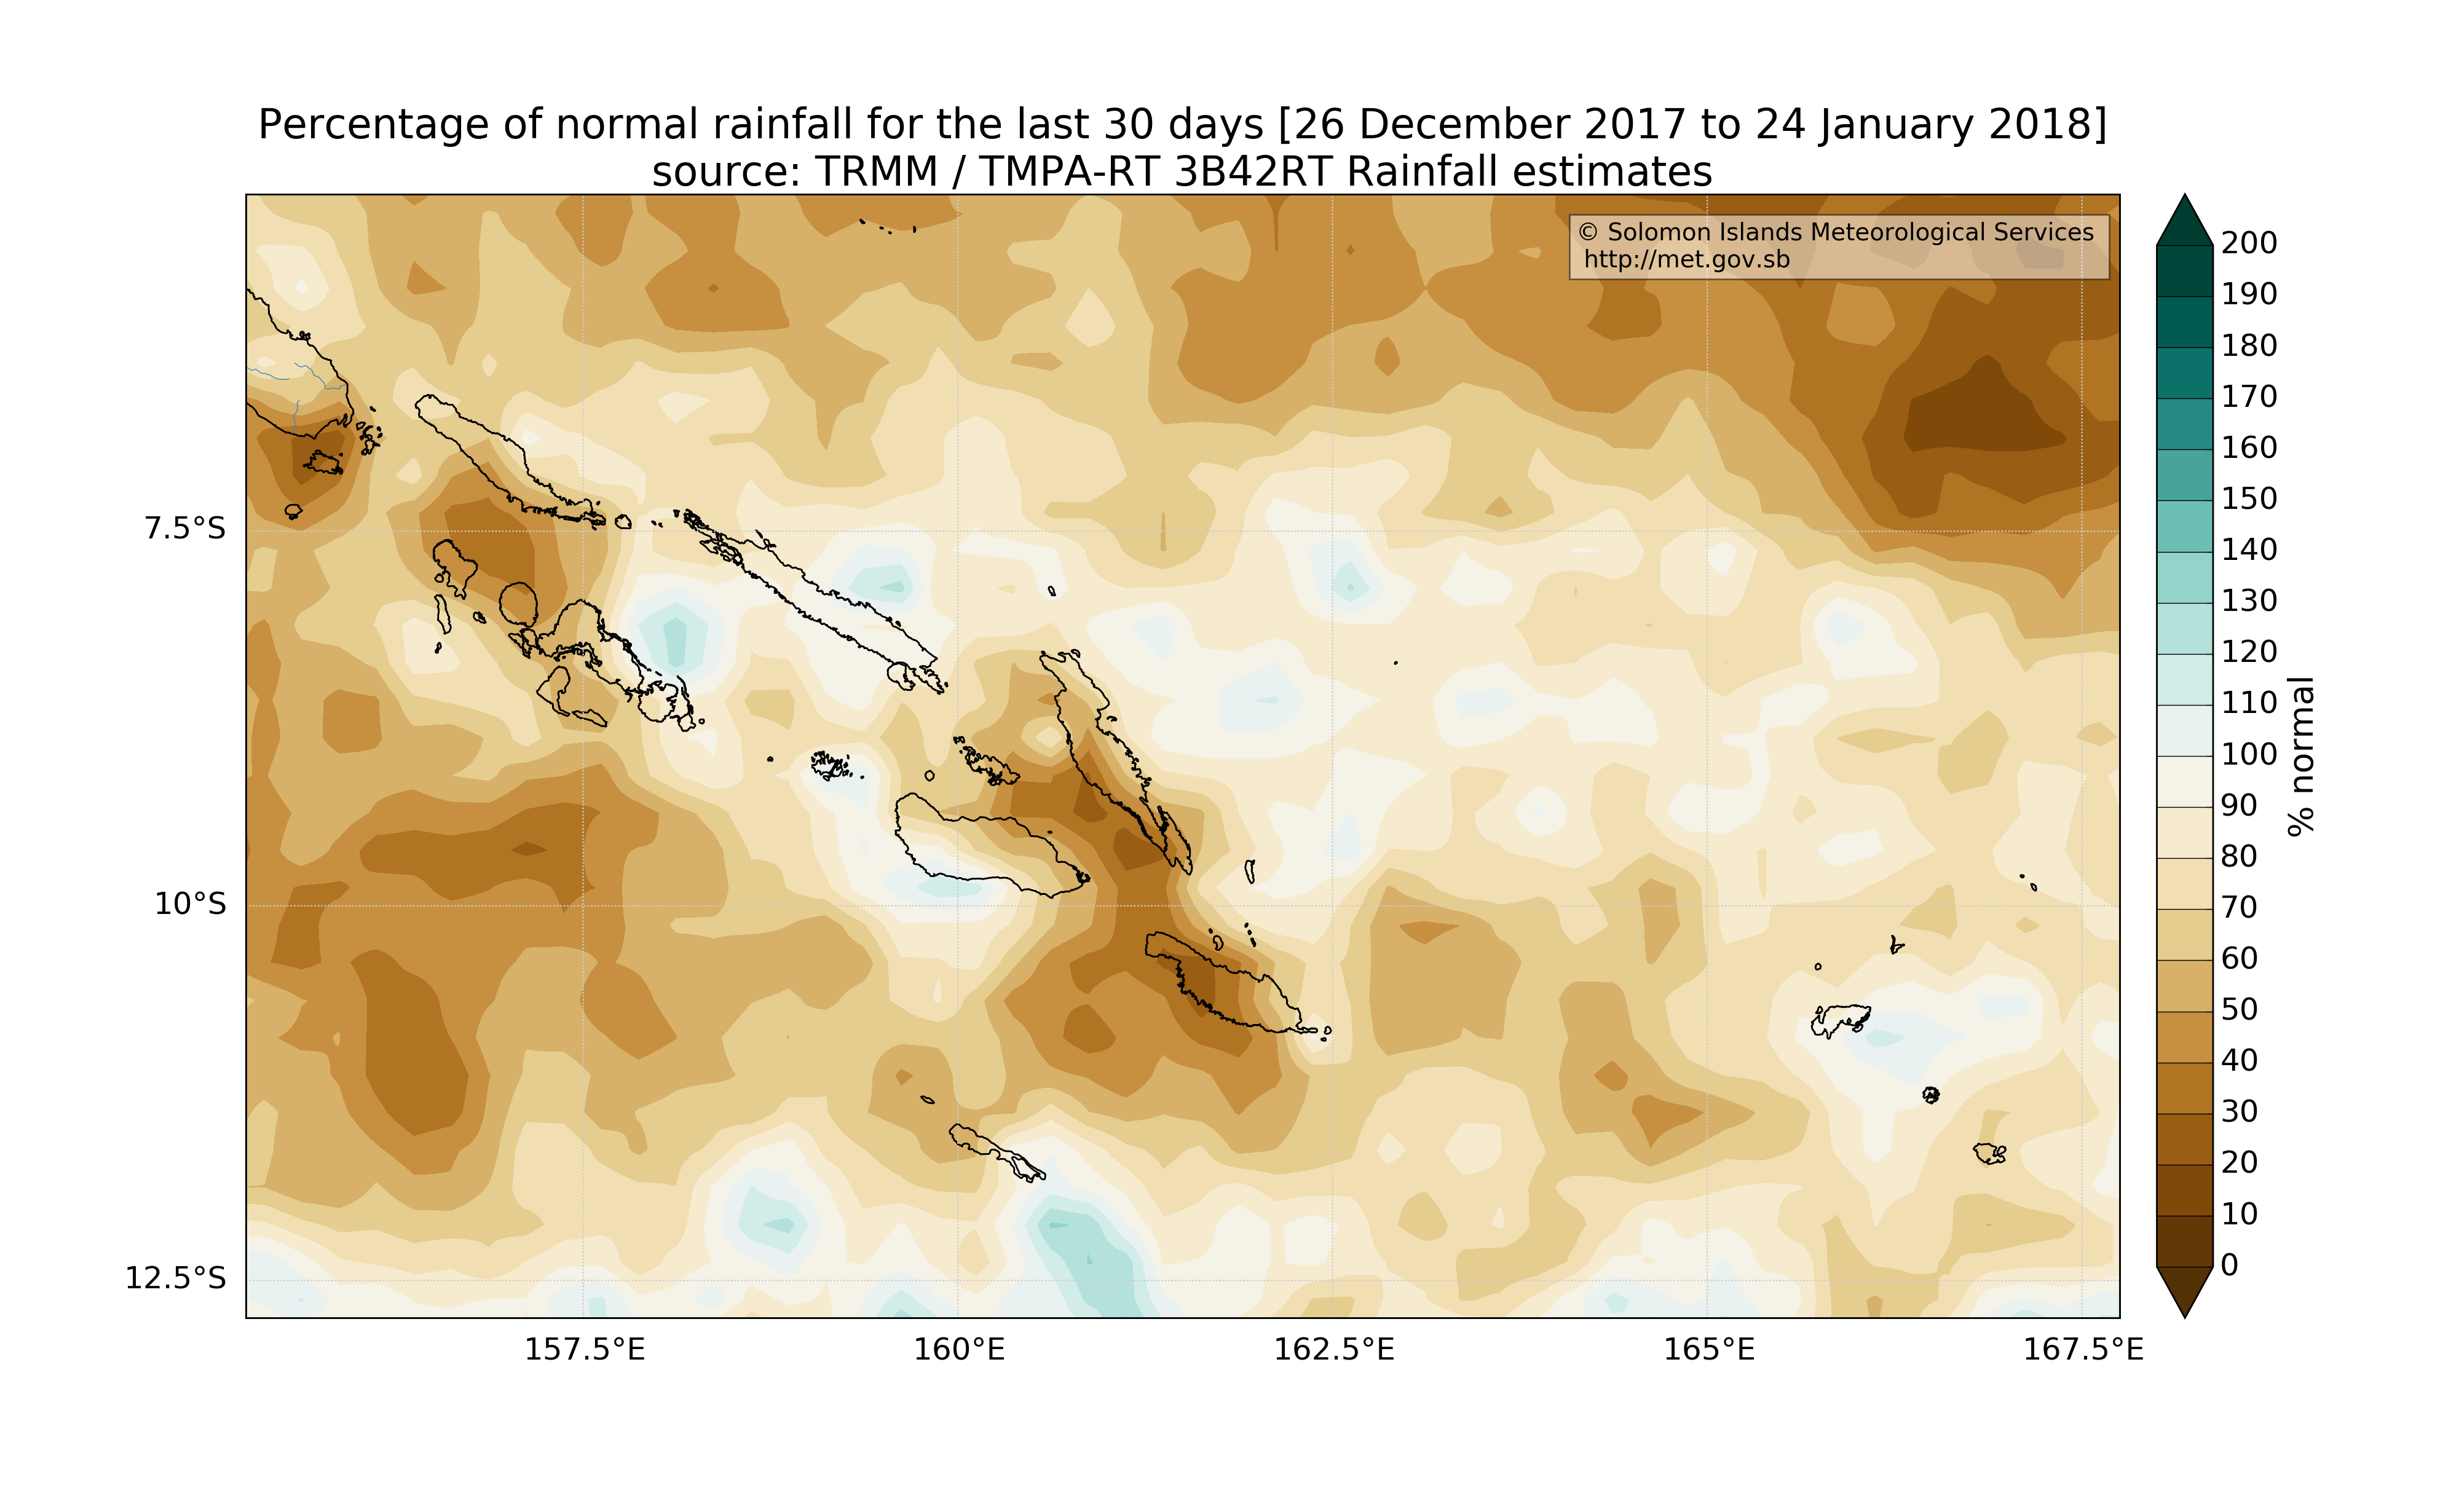 Percentage of normal rainfall for the last 30 days [26 December 2017 to 24 January 2018]
source: TRMM / TMPA-RT 3B42RT Rainfall estimates
© Solomon Islands Meteorological Services
http://met.gov.sb
7.5°S
10°S
12.5°S
157.5°E
160°E
162.5°E
165°E
167.5°E
200
190
180
170
160
150
140
130
120
110
100
90
80
70
60
50
40
30
20
10
0
% normal